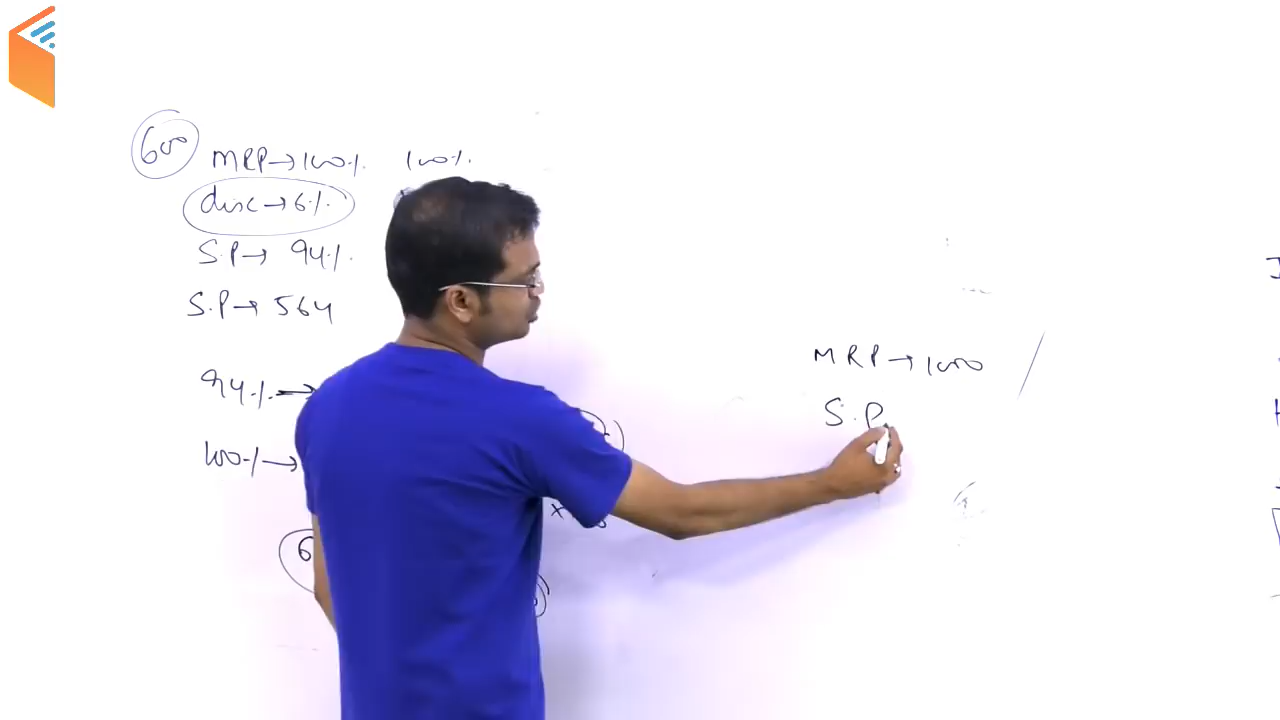 600
MRP → 100% 100%
disc → 6%
S.P → 94%
S.P → 564
94% →
100% →
6
MRP → 1000
S.P